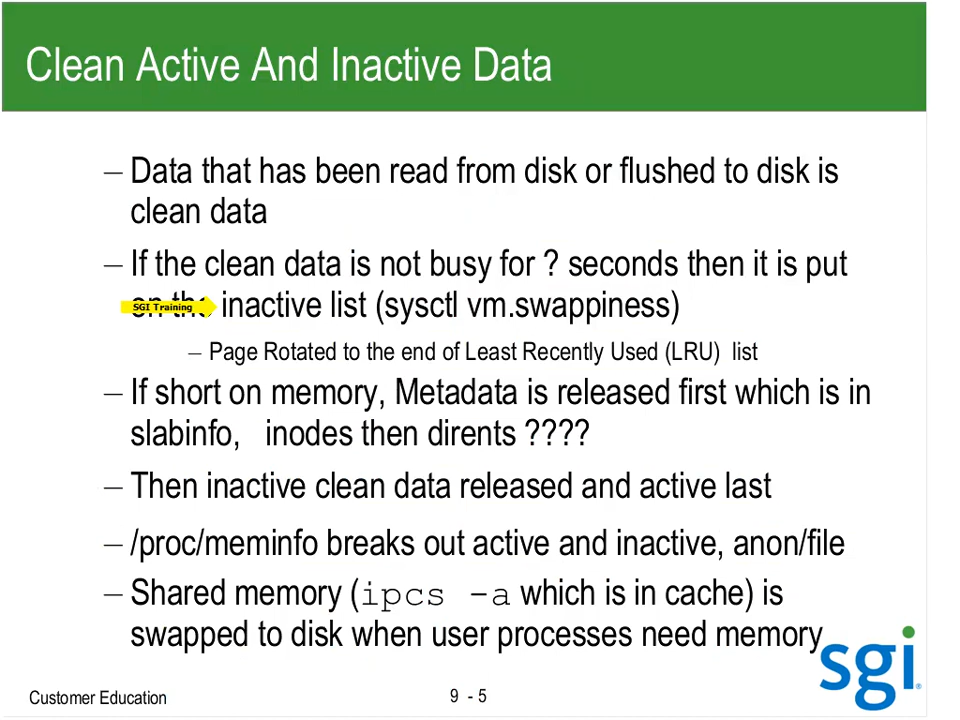 Clean Active And Inactive Data
– Data that has been read from disk or flushed to disk is
clean data
– If the clean data is not busy for ? seconds then it is put
on the inactive list (sysctl vm.swappiness)
SGI Training
– Page Rotated to the end of Least Recently Used (LRU) list
– If short on memory, Metadata is released first which is in
slabinfo, inodes then dirents ????
– Then inactive clean data released and active last
– /proc/meminfo breaks out active and inactive, anon/file
– Shared memory (ipcs -a which is in cache) is
swapped to disk when user processes need memory
sgi®
Customer Education
9 - 5